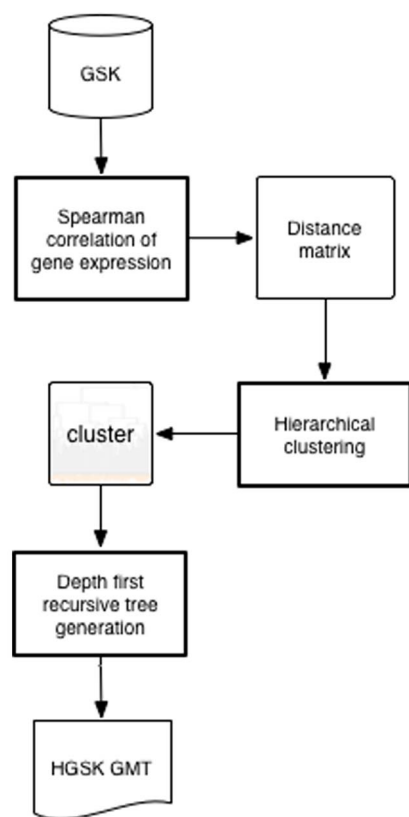 GSK
Spearman
correlation of
gene expression
Distance
matrix
Hierarchical
clustering
cluster
Depth first
recursive tree
generation
HGSK GMT